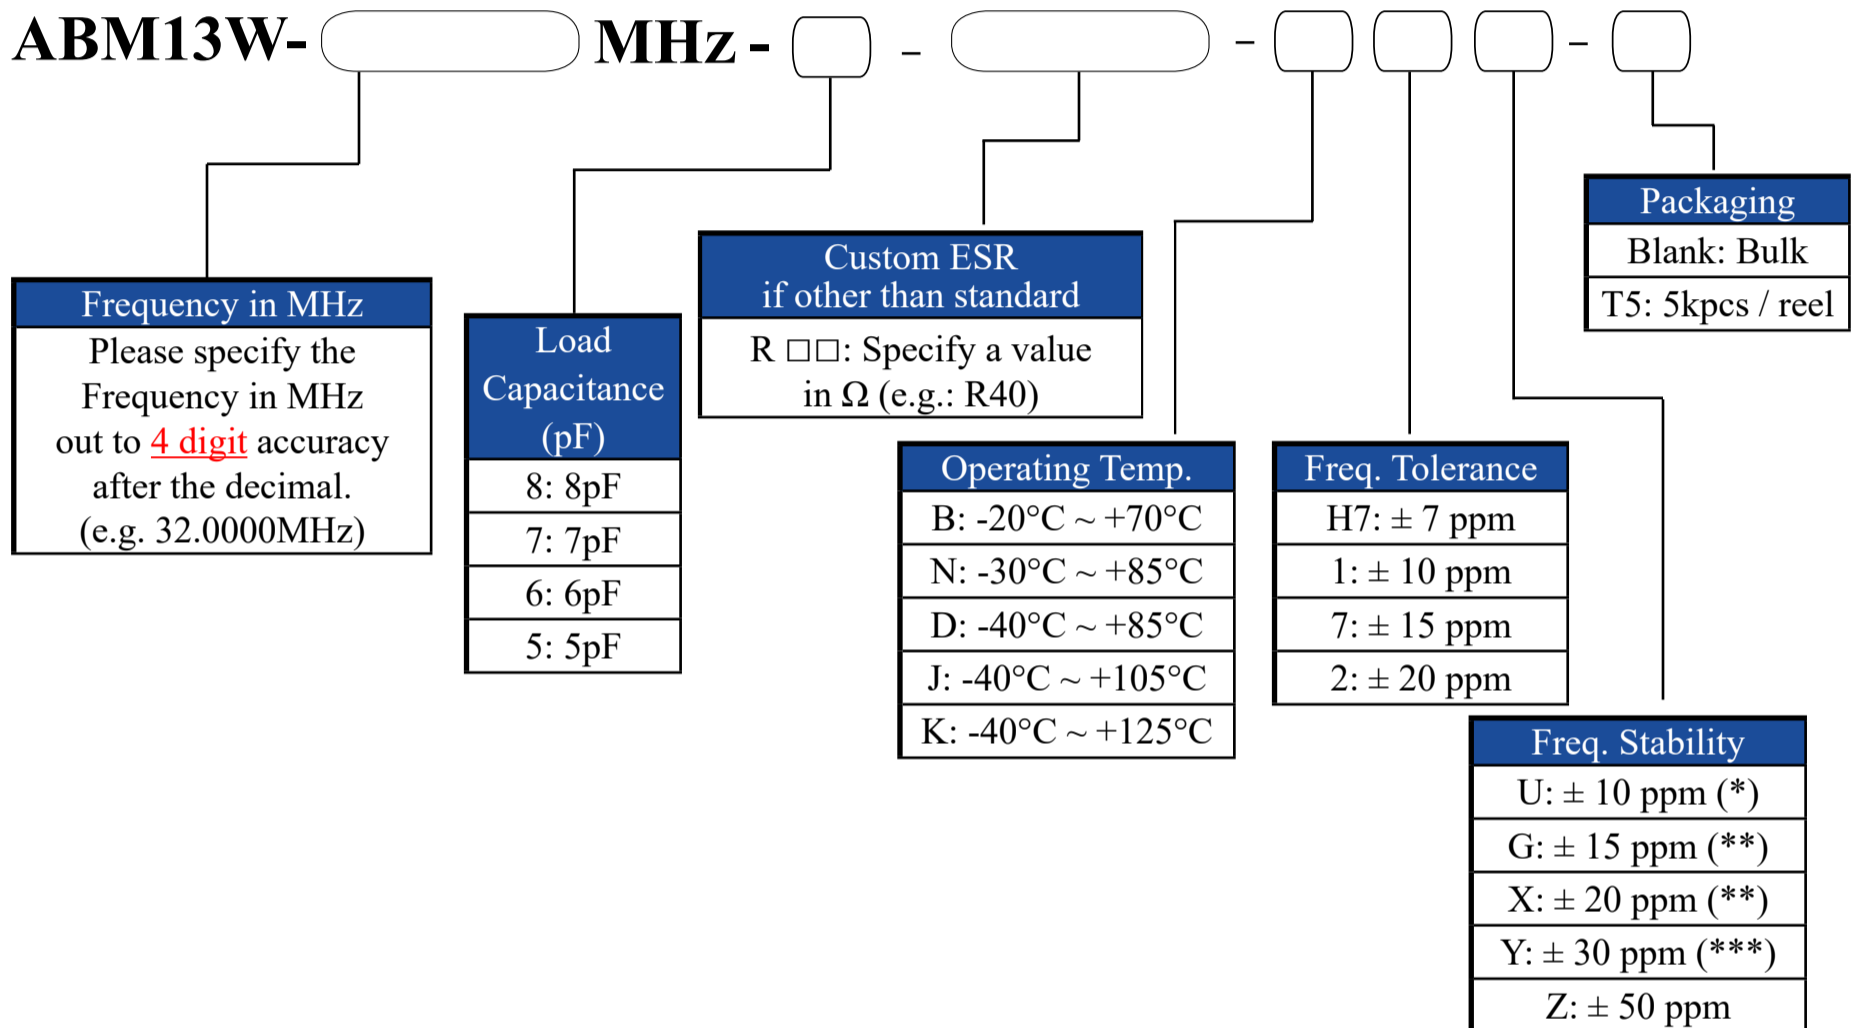 ABM13W- MHz - – – –
Frequency in MHz
Please specify the
Frequency in MHz
out to 4 digit accuracy
after the decimal.
(e.g. 32.0000MHz)
Load
Capacitance
(pF)
8: 8pF
7: 7pF
6: 6pF
5: 5pF
Custom ESR
if other than standard
R □□: Specify a value
in Ω (e.g.: R40)
Operating Temp.
B: -20°C ~ +70°C
N: -30°C ~ +85°C
D: -40°C ~ +85°C
J: -40°C ~ +105°C
K: -40°C ~ +125°C
Freq. Tolerance
H7: ± 7 ppm
1: ± 10 ppm
7: ± 15 ppm
2: ± 20 ppm
Freq. Stability
U: ± 10 ppm (*)
G: ± 15 ppm (**)
X: ± 20 ppm (**)
Y: ± 30 ppm (***)
Z: ± 50 ppm
Packaging
Blank: Bulk
T5: 5kpcs / reel